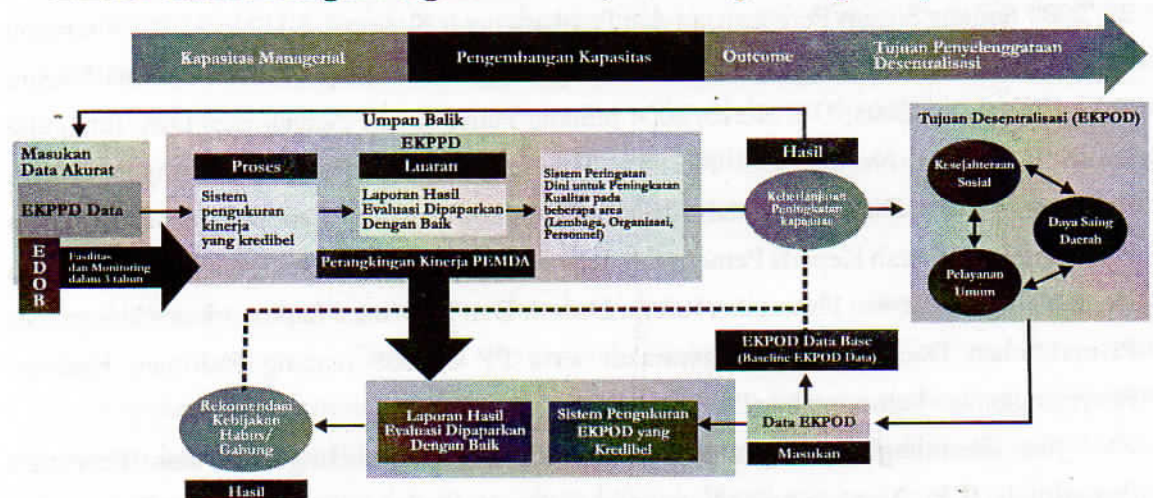 Kapasitas Managerial
Pengembangan Kapasitas
Outcome
Tujuan Penyelenggaraan
Desentralisasi
Umpan Balik
Masukan
Data Akurat
EKPPD Data
EDOB
Fasilitas
dan Monitoring
dalam 3 tahun
EKPPD
Proses
Sistem
pengukuran
kinerja
yang kredibel
Luaran
Laporan Hasil
Evaluasi Dipaparkan
Dengan Baik
Sistem Peringatan
Dini untuk Peningkatan
Kualitas pada
beberapa area
(Lembaga, Organisasi,
Personnel)
Perangkingan Kinerja PEMDA
Hasil
Keberlanjutan
Peningkatan
kapasitas
Tujuan Desentralisasi (EKPOD)
Kesejahteraan
Sosial
Daya Saing
Daerah
Pelayanan
Umum
EKPOD Data Base
(Baseline EKPOD Data)
Rekomendasi
Kebijakan
Hapus/
Gabung
Hasil
Laporan Hasil
Evaluasi Dipaparkan
Dengan Baik
Sistem Pengukuran
EKPOD yang
Kredibel
Data EKPOD
Masukan